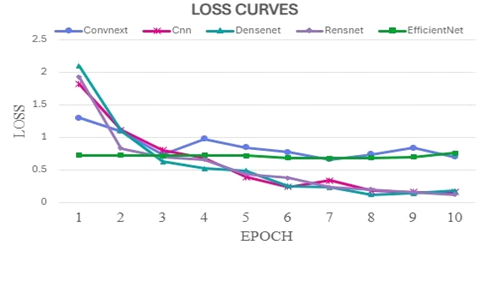 LOSS CURVES
Convnext Cnn Densenet Rensnet EfficientNet
2.5
2
1.5
1
0.5
0
LOSS
1 2 3 4 5 6 7 8 9 10
EPOCH